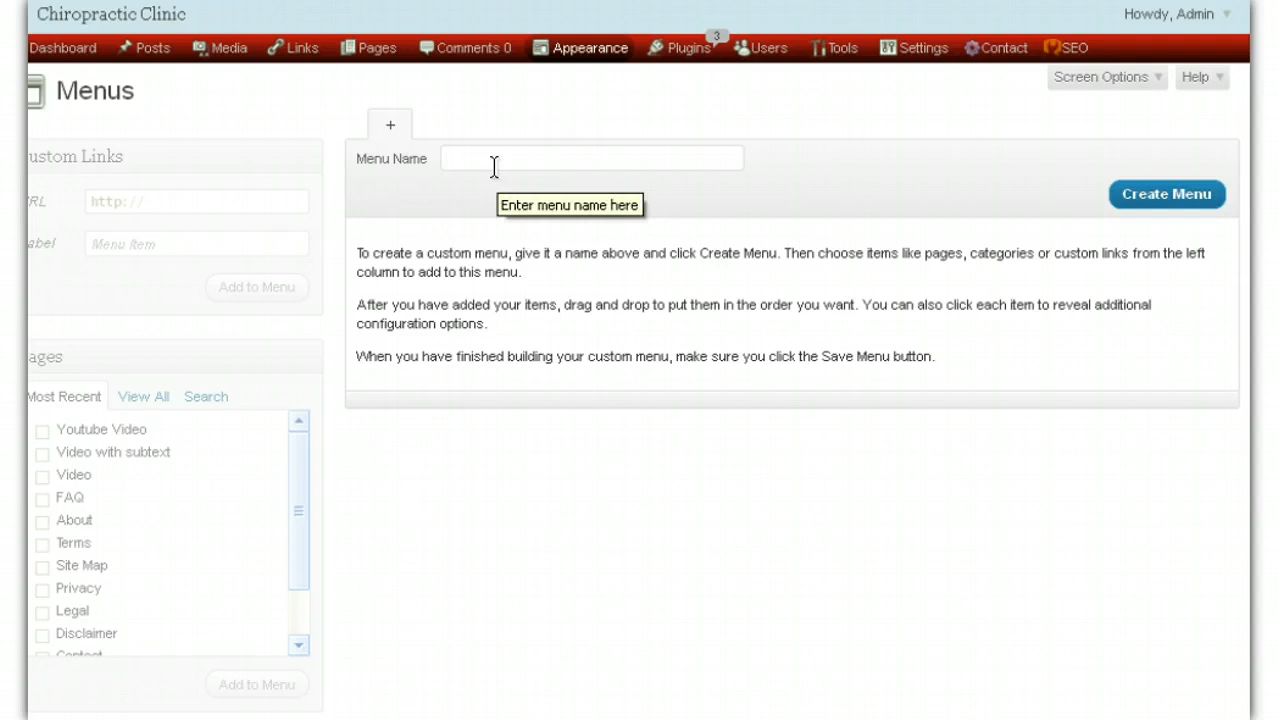 Chiropractic Clinic
Howdy, Admin
Dashboard Posts Media Links Pages Comments 0 Appearance Plugins 3 Users Tools Settings Contact SEO
Menus
Screen Options Help
+
ustom Links
Menu Name
RL http://
Enter menu name here
Create Menu
abel Menu Item
Add to Menu
To create a custom menu, give it a name above and click Create Menu. Then choose items like pages, categories or custom links from the left
column to add to this menu.
After you have added your items, drag and drop to put them in the order you want. You can also click each item to reveal additional
configuration options.
When you have finished building your custom menu, make sure you click the Save Menu button.
ages
Most Recent View All Search
Youtube Video
Video with subtext
Video
FAQ
About
Terms
Site Map
Privacy
Legal
Disclaimer
Contact
Add to Menu